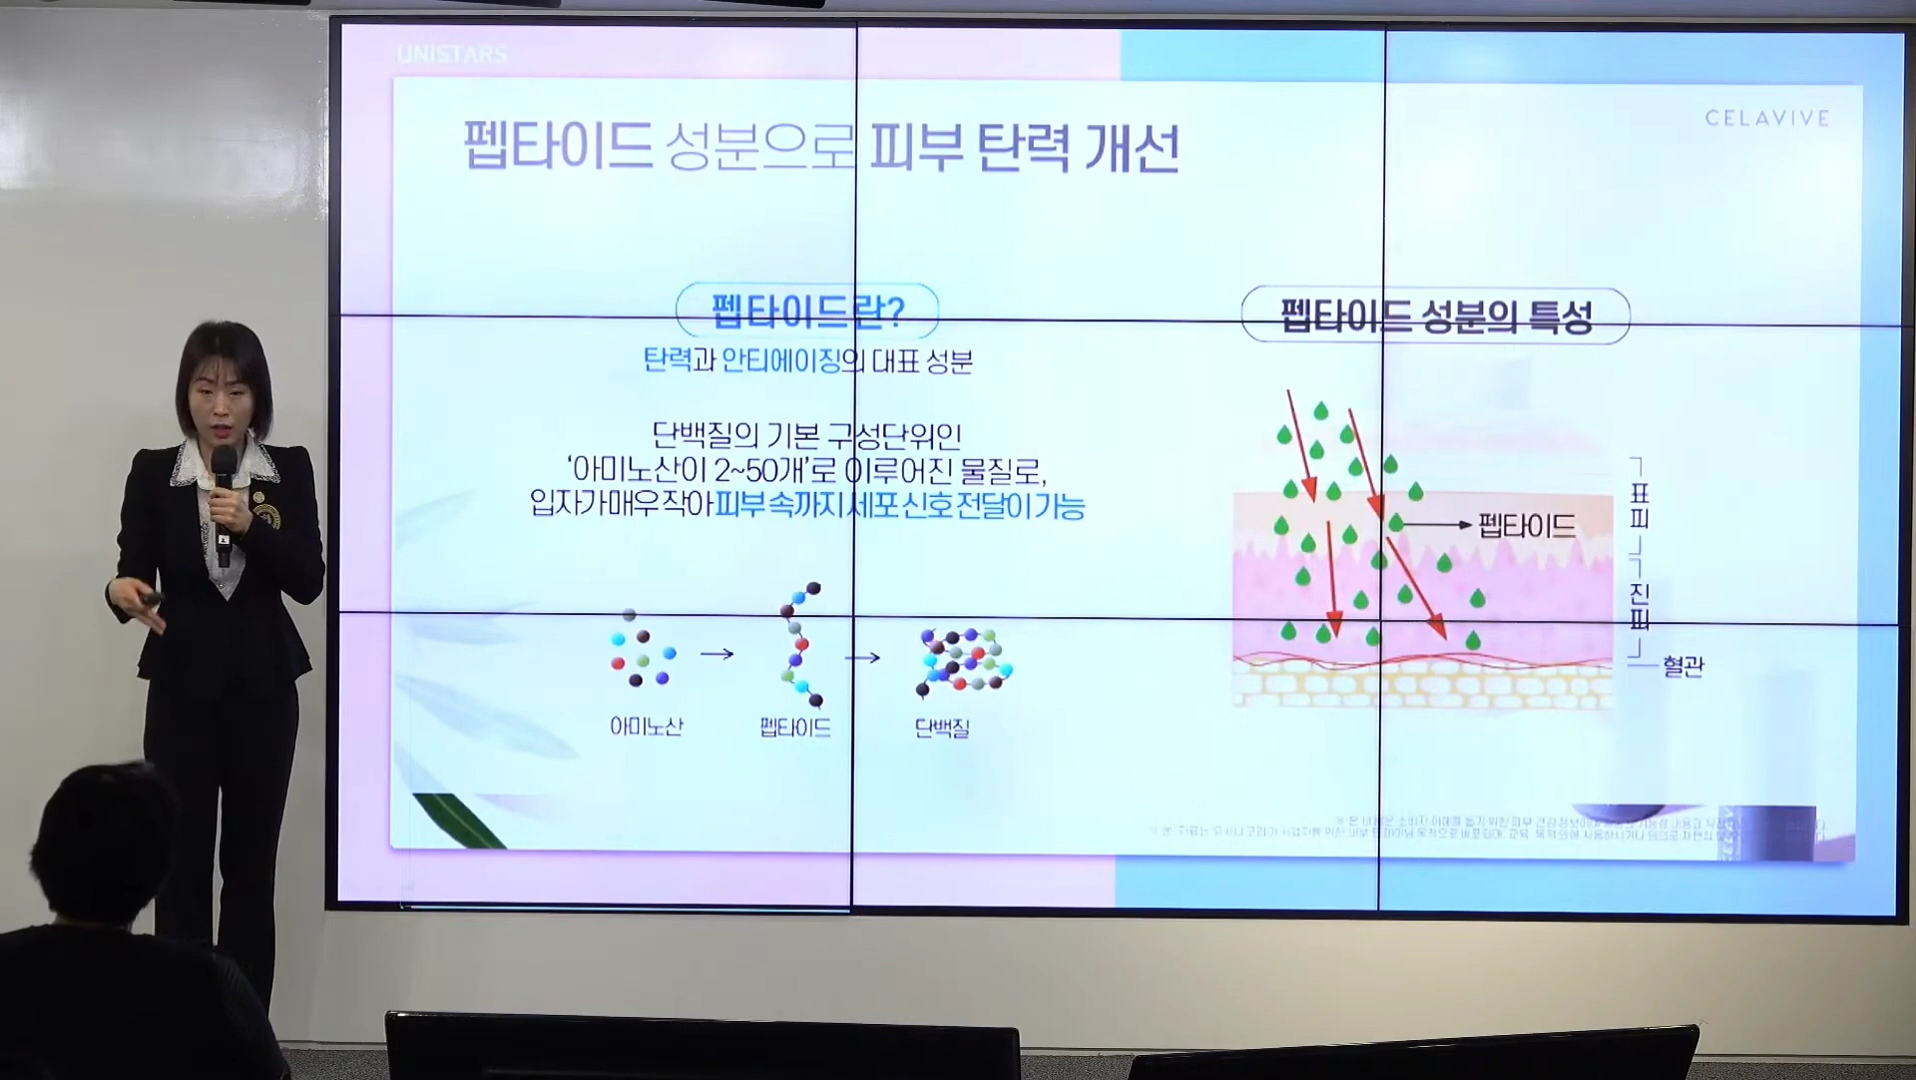 UNISTARS
CELAVIVE
펩타이드 성분으로 피부 탄력 개선
펩타이드란?
탄력과 안티에이징의 대표 성분
단백질의 기본 구성단위인
‘아미노산이 2~50개’로 이루어진 물질로,
입자가 매우 작아 피부 속까지 세포 신호 전달이 가능
아미노산
펩타이드
단백질
펩타이드 성분의 특성
펩타이드
표피
진피
혈관